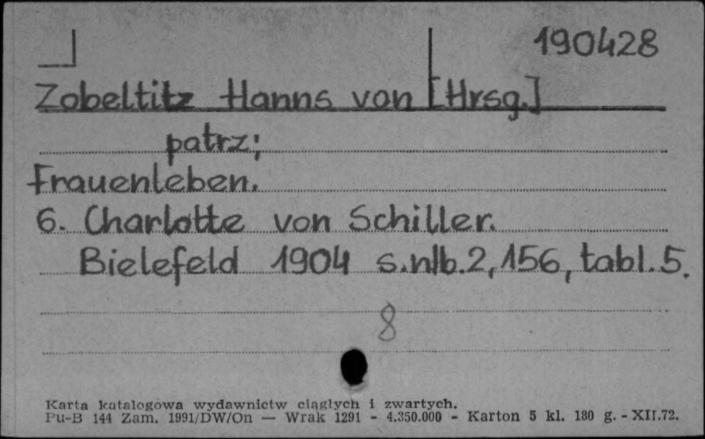 190428
Zobeltitz Hanns von [Hrsg.]
patrz;
Frauenleben.
6. Charlotte von Schiller.
Bielefeld 1904 s.nlb.2, 156, tabl. 5.
8
Karta katalogowa wydawnictw ciągłych i zwartych.
Pu-B 144 Zam. 1991/DW/On — Wrak 1291 - 4.350.000 - Karton 5 kl. 180 g. - XII.72.